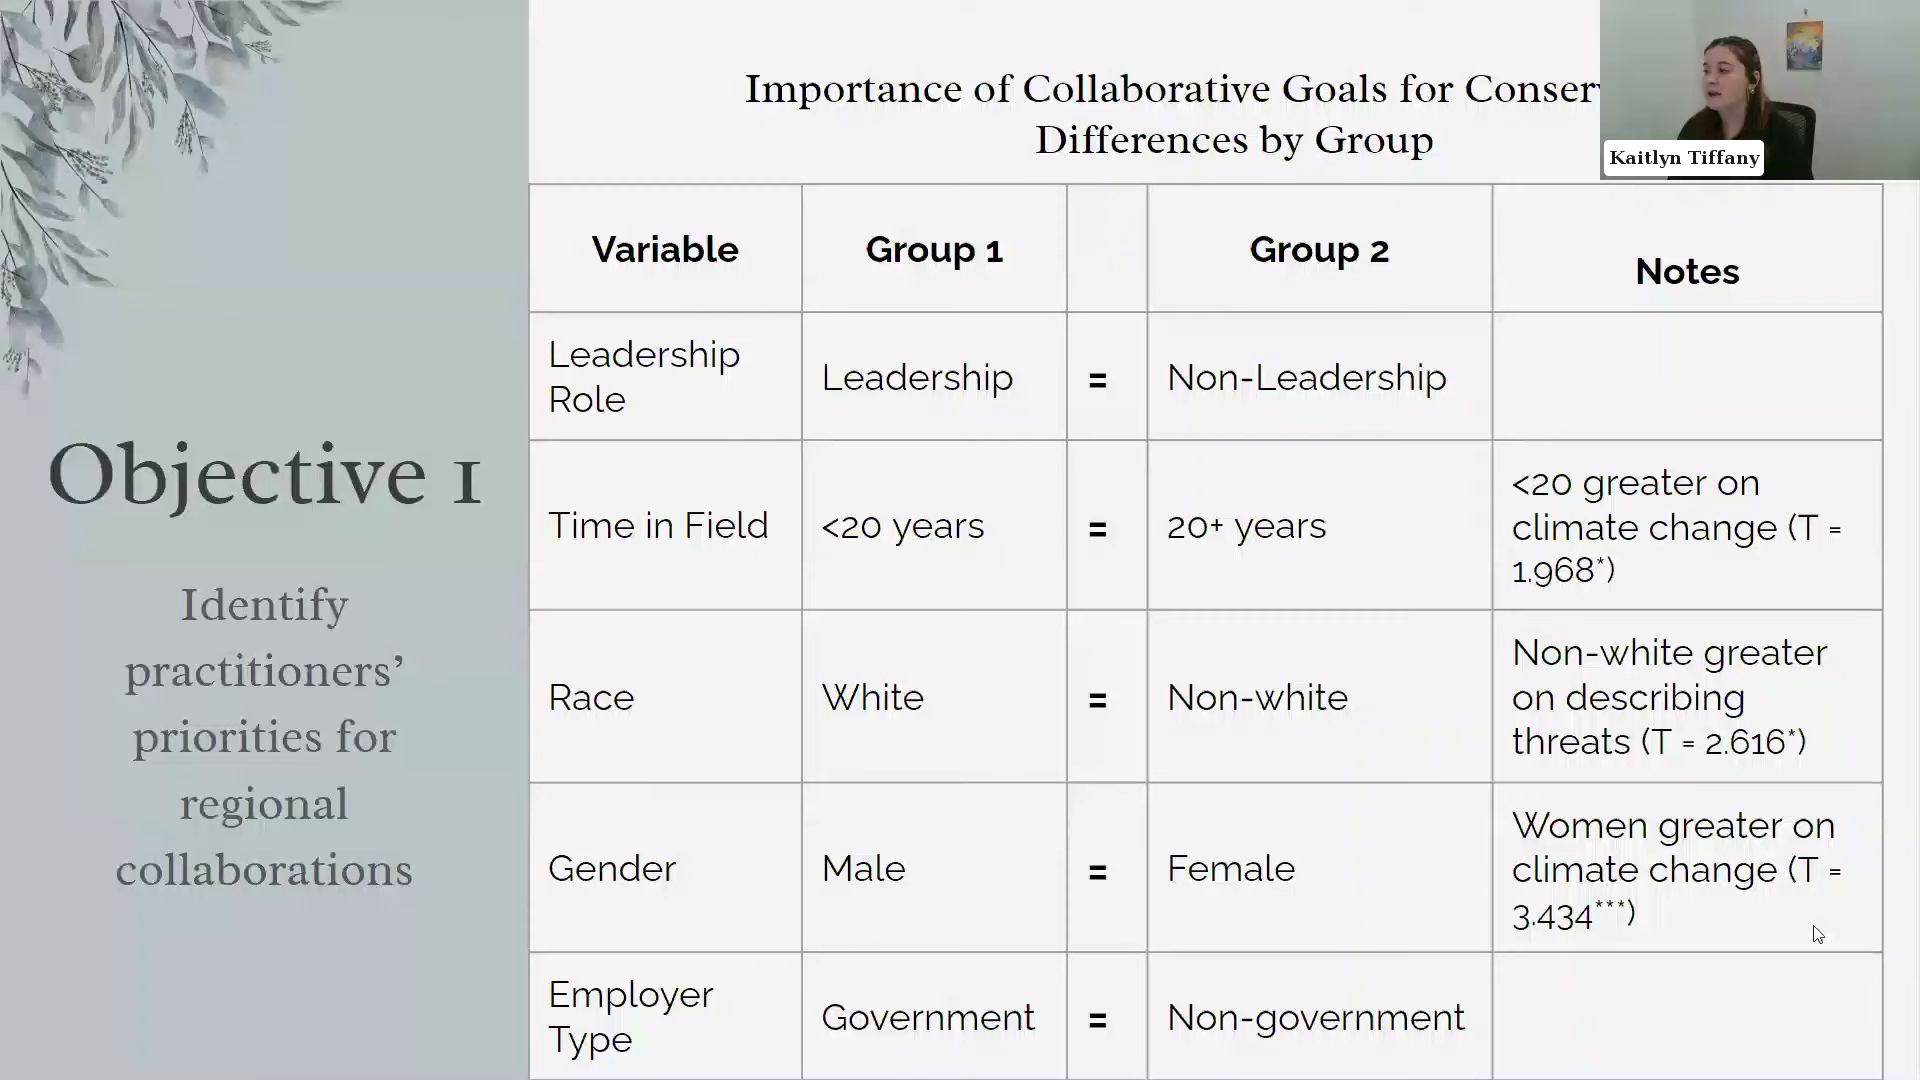 Importance of Collaborative Goals for
Differences by Group
Kaitlyn Tiffany
Objective 1
Identify
practitioners’
priorities for
regional
collaborations
Variable
Group 1
Group 2
Notes
Leadership
Role
Leadership
=
Non-Leadership
Time in Field
<20 years
=
20+ years
<20 greater on
climate change (T =
1.968*)
Race
White
=
Non-white
Non-white greater
on describing
threats (T = 2.616*)
Gender
Male
=
Female
Women greater on
climate change (T =
3.434***)
Employer
Type
Government
=
Non-government